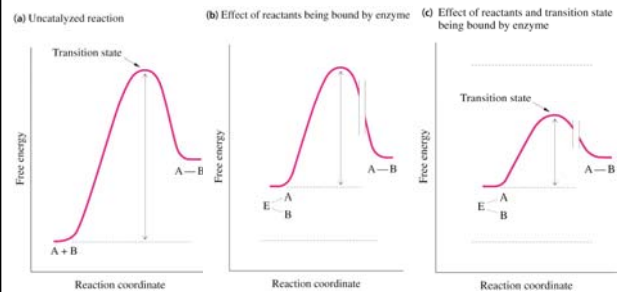 (a) Uncatalyzed reaction
Transition state
Free energy
A + B
A — B
Reaction coordinate
(b) Effect of reactants being bound by enzyme
Free energy
E
A
B
A — B
Reaction coordinate
(c) Effect of reactants and transition state
being bound by enzyme
Transition state
Free energy
E
A
B
A — B
Reaction coordinate